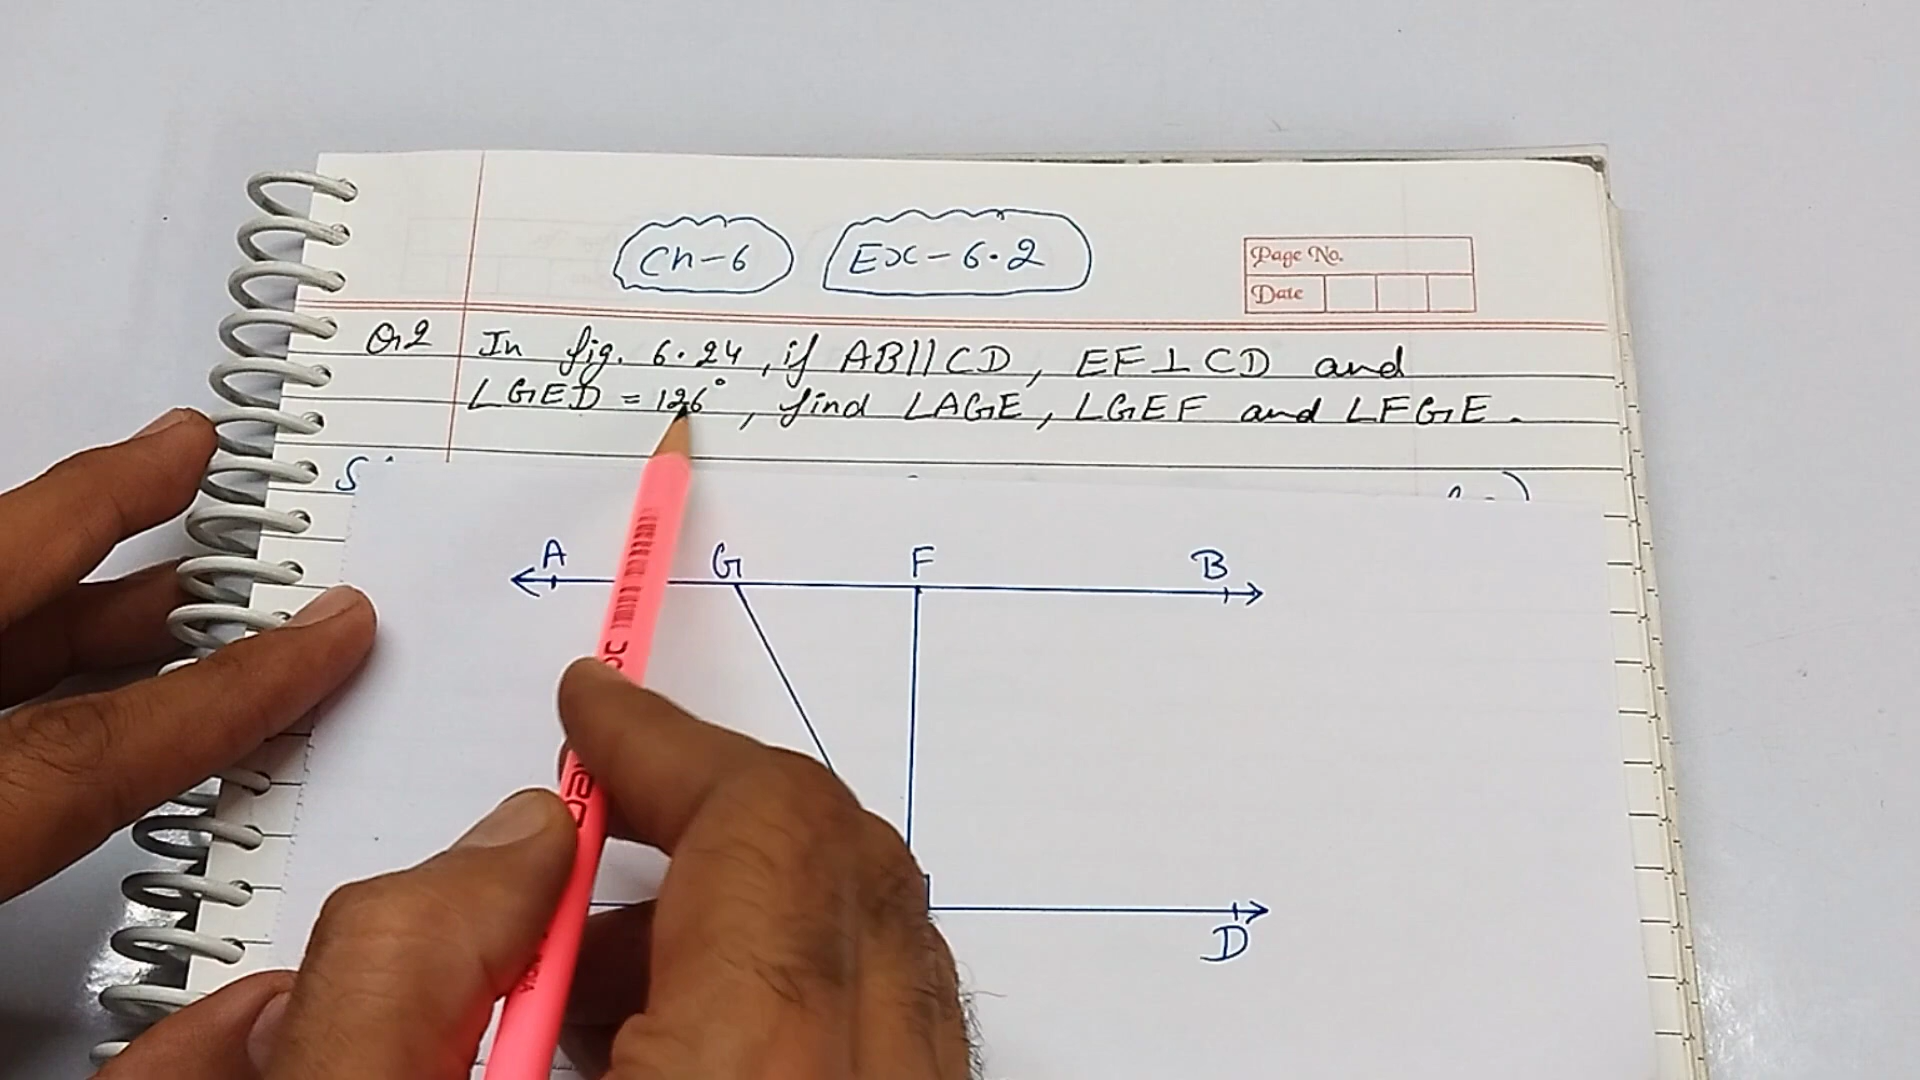 Ch-6 Ex-6.2
Page No.
Date
Q.2 In fig. 6.24, if AB||CD, EF⊥CD and
∠GED = 126°, find ∠AGE, ∠GEF and ∠FGE.
A G F B
D